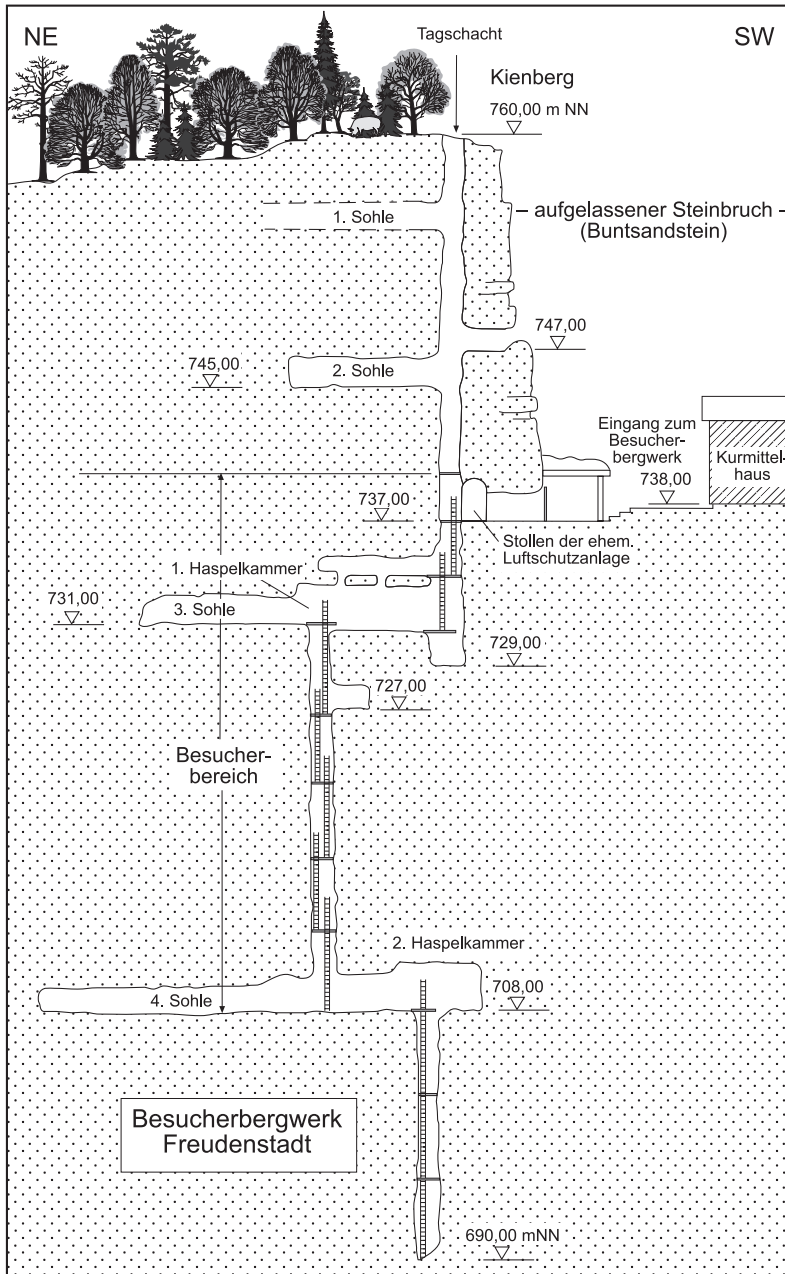 NE
Tagschacht
SW
Kienberg
760,00 m NN
1. Sohle
– aufgelassener Steinbruch –
(Buntsandstein)
747,00
745,00
2. Sohle
Eingang zum
Besucher-
bergwerk
Kurmittel-
haus
738,00
737,00
Stollen der ehem.
Luftschutzanlage
1. Haspelkammer
731,00
3. Sohle
729,00
727,00
Besucher-
bereich
2. Haspelkammer
4. Sohle
708,00
Besucherbergwerk
Freudenstadt
690,00 mNN